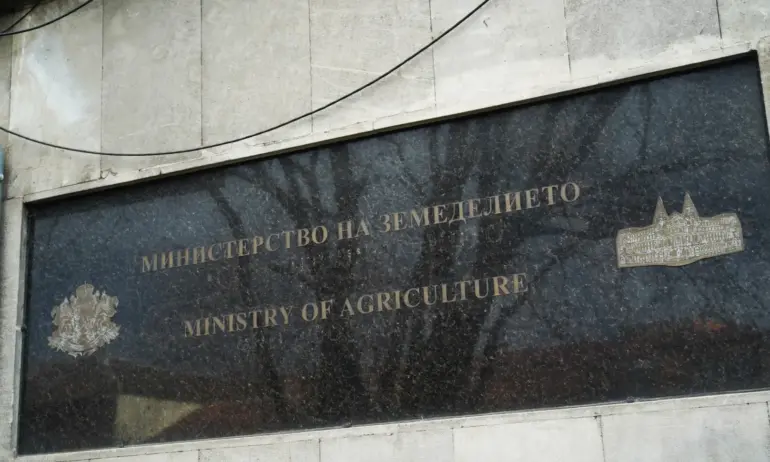 МИНИСТЕРСТВО НА ЗЕМЕДЕЛИЕТО
MINISTRY OF AGRICULTURE